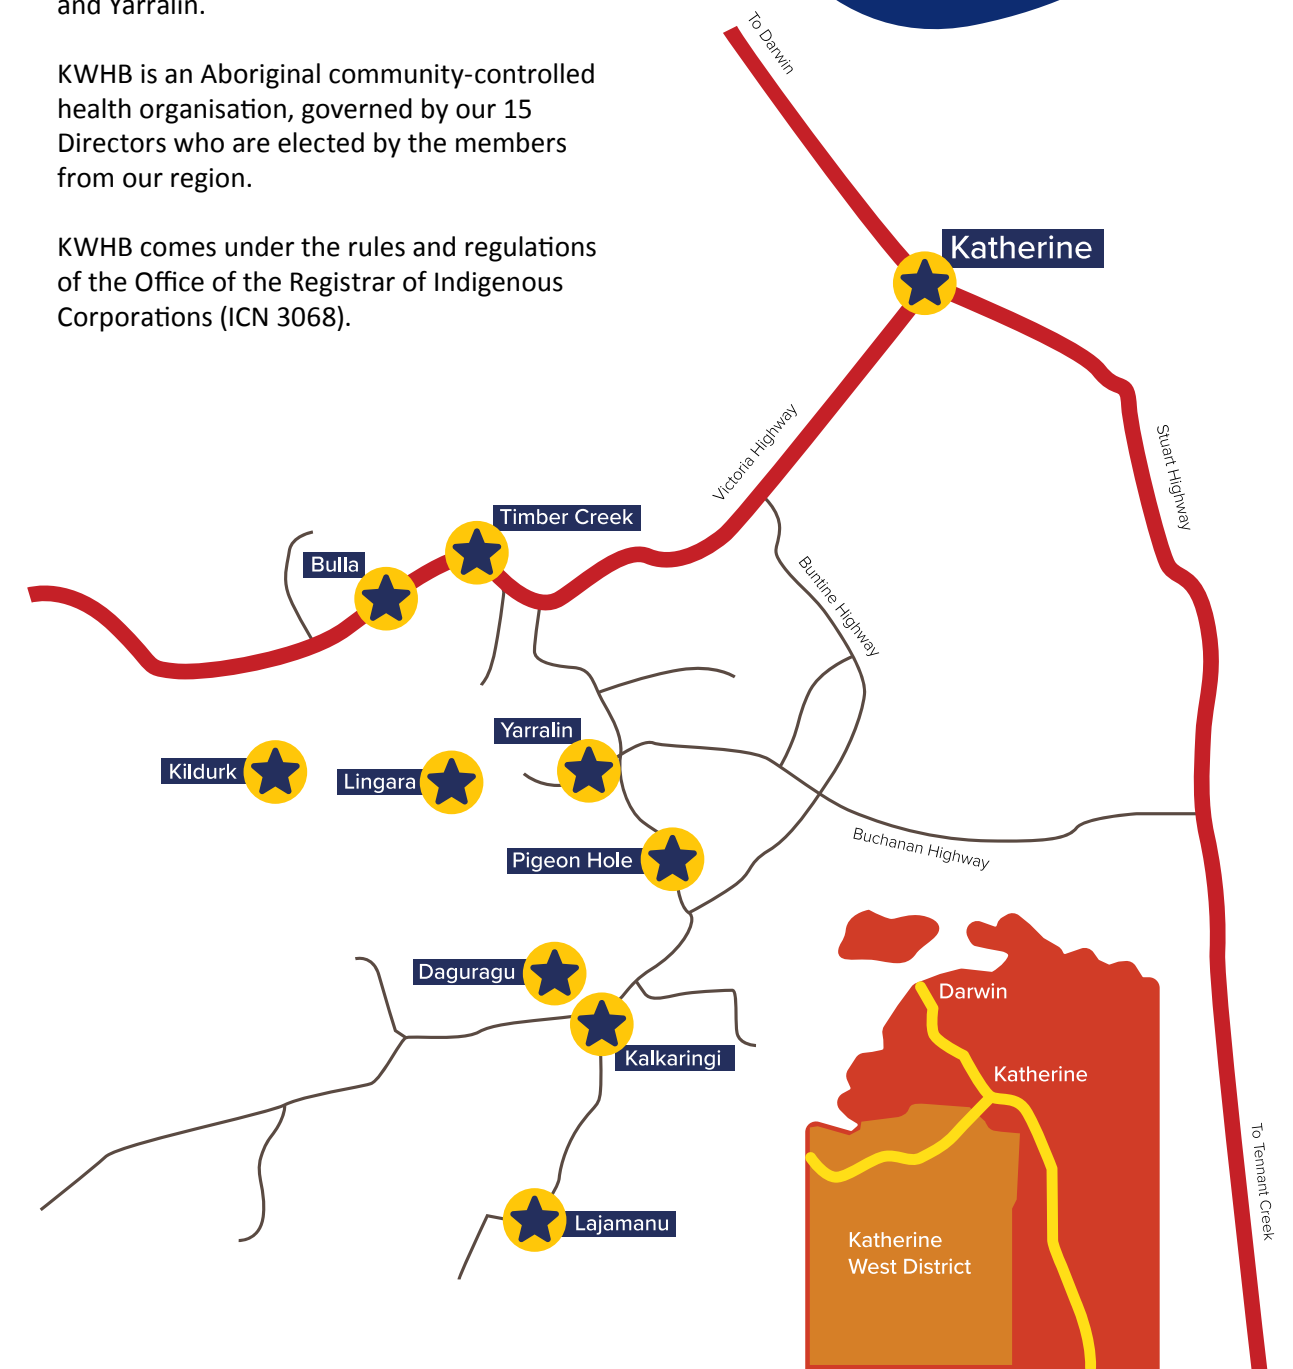 and Yarralin.
KWHB is an Aboriginal community-controlled
health organisation, governed by our 15
Directors who are elected by the members
from our region.
KWHB comes under the rules and regulations
of the Office of the Registrar of Indigenous
Corporations (ICN 3068).
To Darwin
Katherine
Victoria Highway
Stuart Highway
Timber Creek
Bulla
Buntine Highway
Yarralin
Kildurk
Lingara
Buchanan Highway
Pigeon Hole
Daguragu
Kalkaringi
Lajamanu
Darwin
Katherine
Katherine
West District
To Tennant Creek